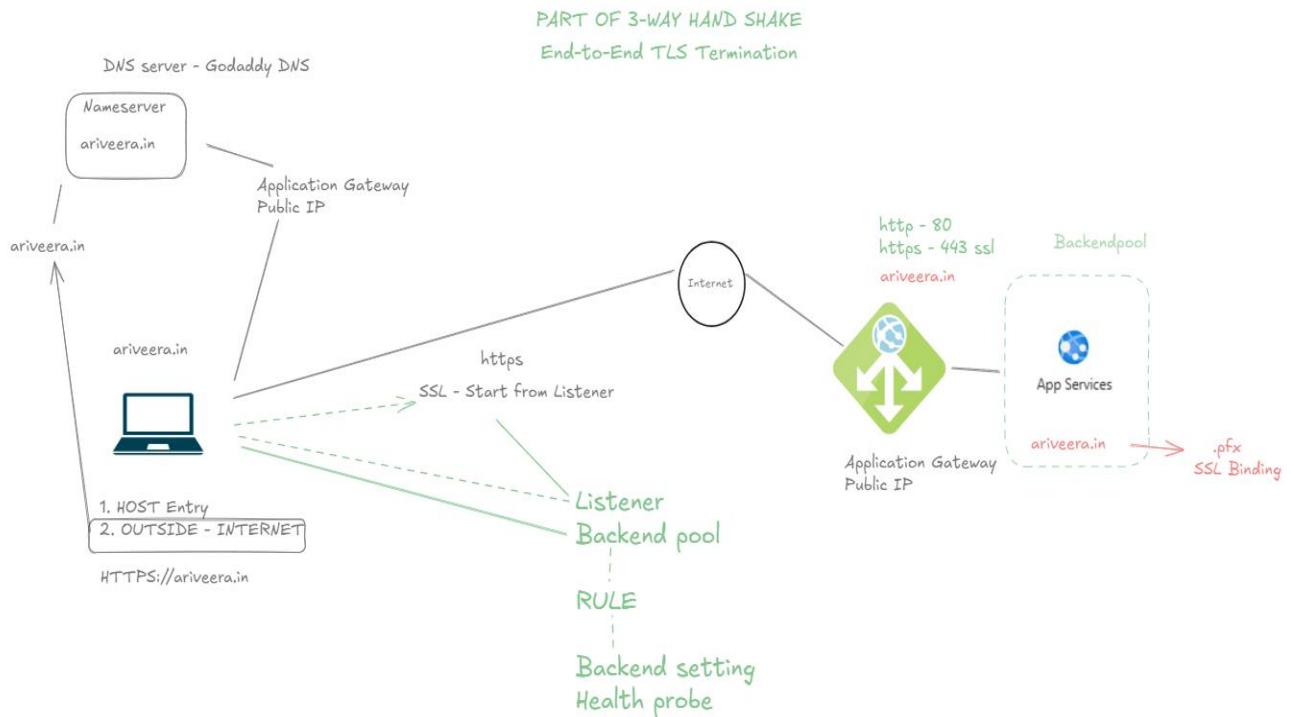 PART OF 3-WAY HAND SHAKE
End-to-End TLS Termination
DNS server - Godaddy DNS
Nameserver
ariveera.in
Application Gateway
Public IP
ariveera.in
ariveera.in
1. HOST Entry
2. OUTSIDE - INTERNET
HTTPS://ariveera.in
https
SSL - Start from Listener
Listener
Backend pool
RULE
Backend setting
Health probe
Internet
http - 80
https - 443 ssl
ariveera.in
Application Gateway
Public IP
Backendpool
App Services
ariveera.in
.pfx
SSL Binding